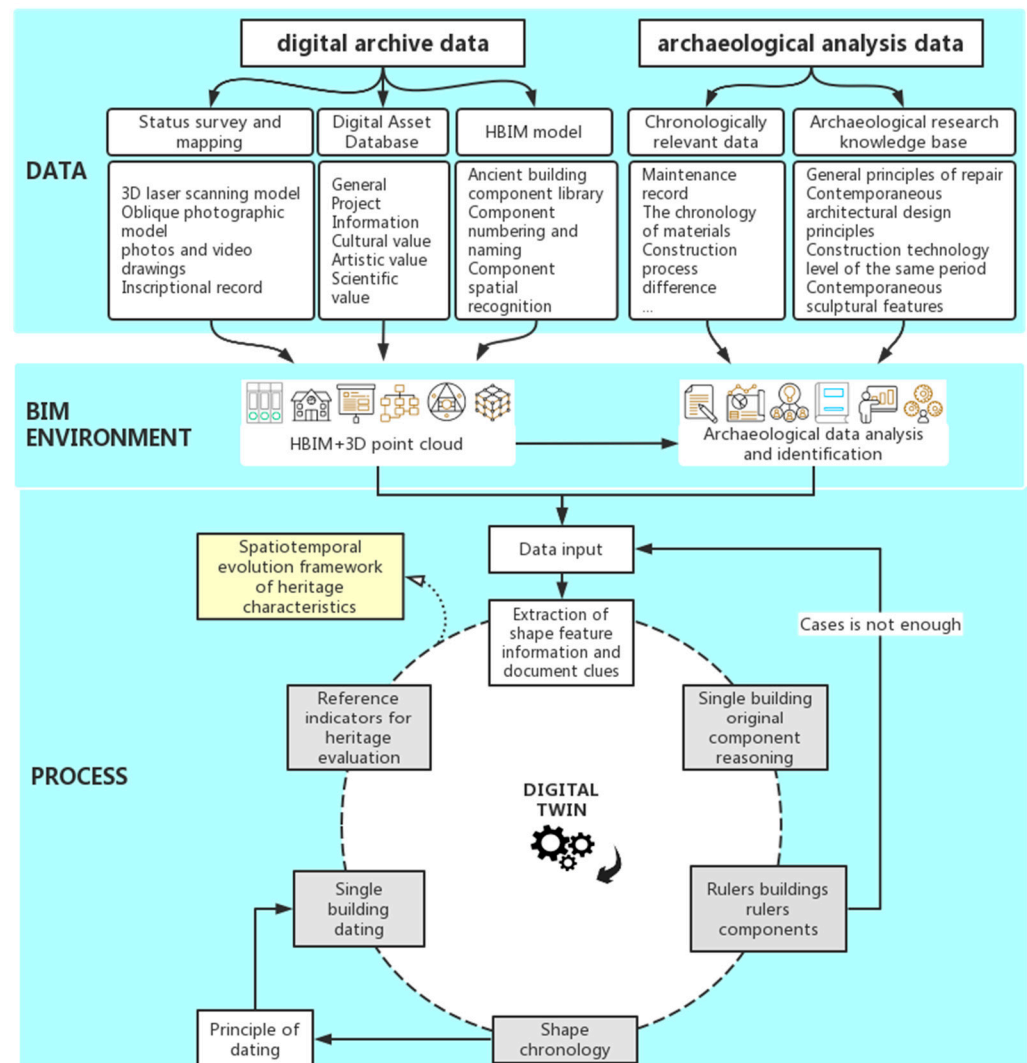 digital archive data
archaeological analysis data
DATA
Status survey and
mapping
Digital Asset
Database
HBIM model
Chronologically
relevant data
Archaeological research
knowledge base
3D laser scanning model
Oblique photographic
model
photos and video
drawings
Inscriptional record
General
Project
Information
Cultural value
Artistic value
Scientific
value
Ancient building
component library
Component
numbering and
naming
Component
spatial
recognition
Maintenance
record
The chronology
of materials
Construction
process
difference
...
General principles of repair
Contemporaneous
architectural design
principles
Construction technology
level of the same period
Contemporaneous
sculptural features
BIM
ENVIRONMENT
HBIM+3D point cloud
Archaeological data analysis
and identification
PROCESS
Data input
Spatiotemporal
evolution framework
of heritage
characteristics
Extraction of
shape feature
information and
document clues
Cases is not enough
Reference
indicators for
heritage
evaluation
Single building
original
component
reasoning
DIGITAL
TWIN
Single
building
dating
Rulers buildings
rulers
components
Principle of
dating
Shape
chronology